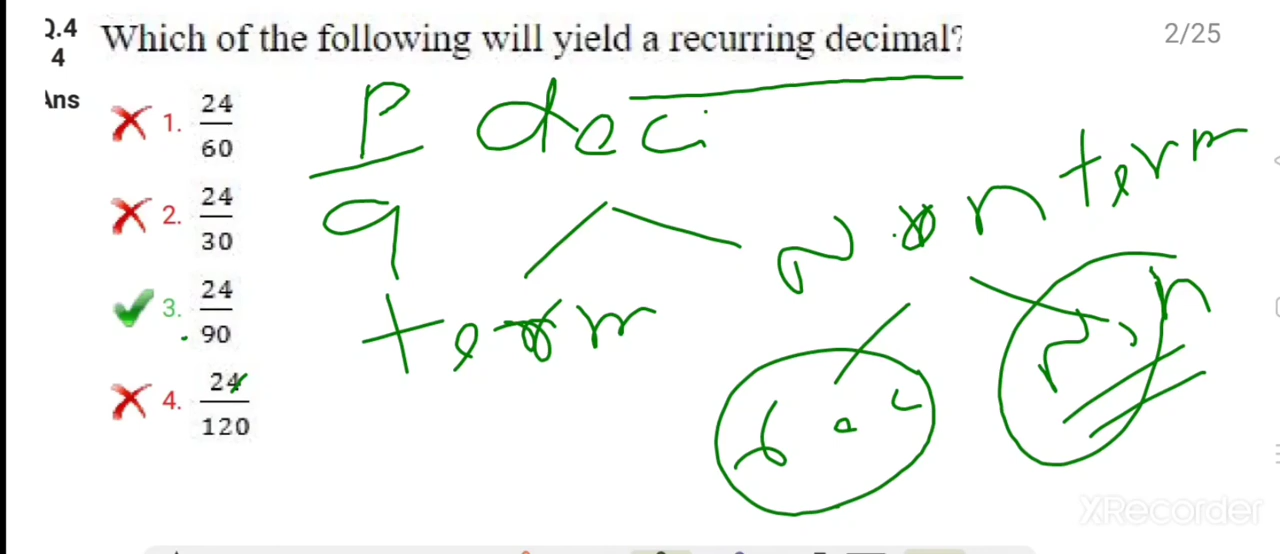 Q.4 Which of the following will yield a recurring decimal? 2/25
4
Ans
1. 24/60
2. 24/30
3. 24/90
4. 24/120
P/q deci
term
Non term
XRecorder